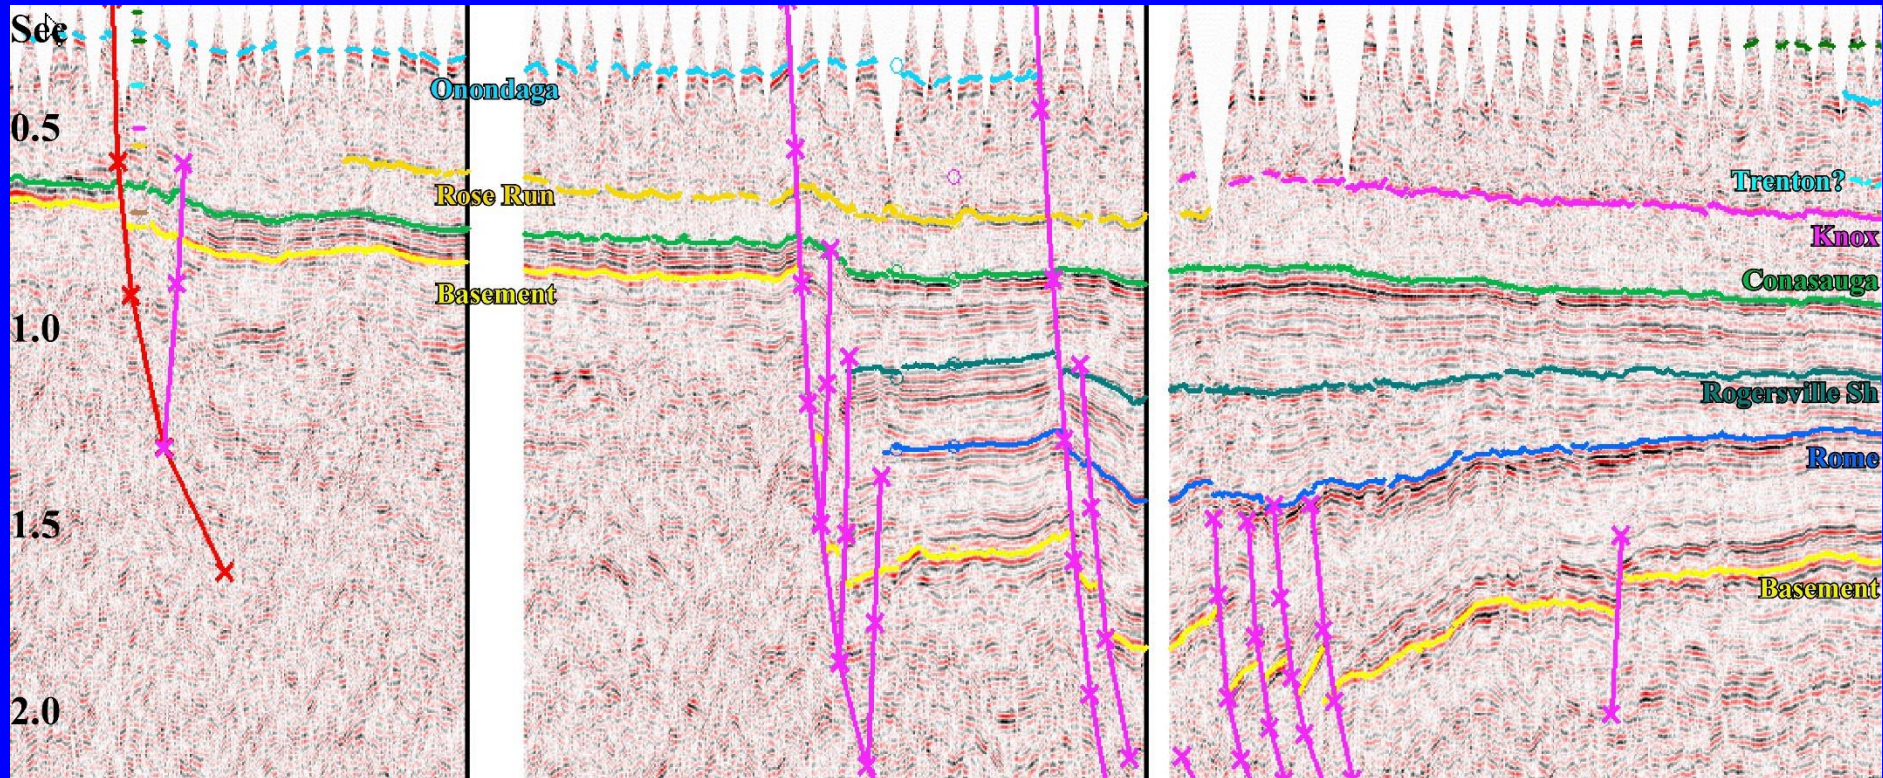 Sec
Onondaga
0.5
Trenton?
Rose Run
Knox
Conasauga
Basement
1.0
Rogersville Sh
Rome
1.5
Basement
2.0